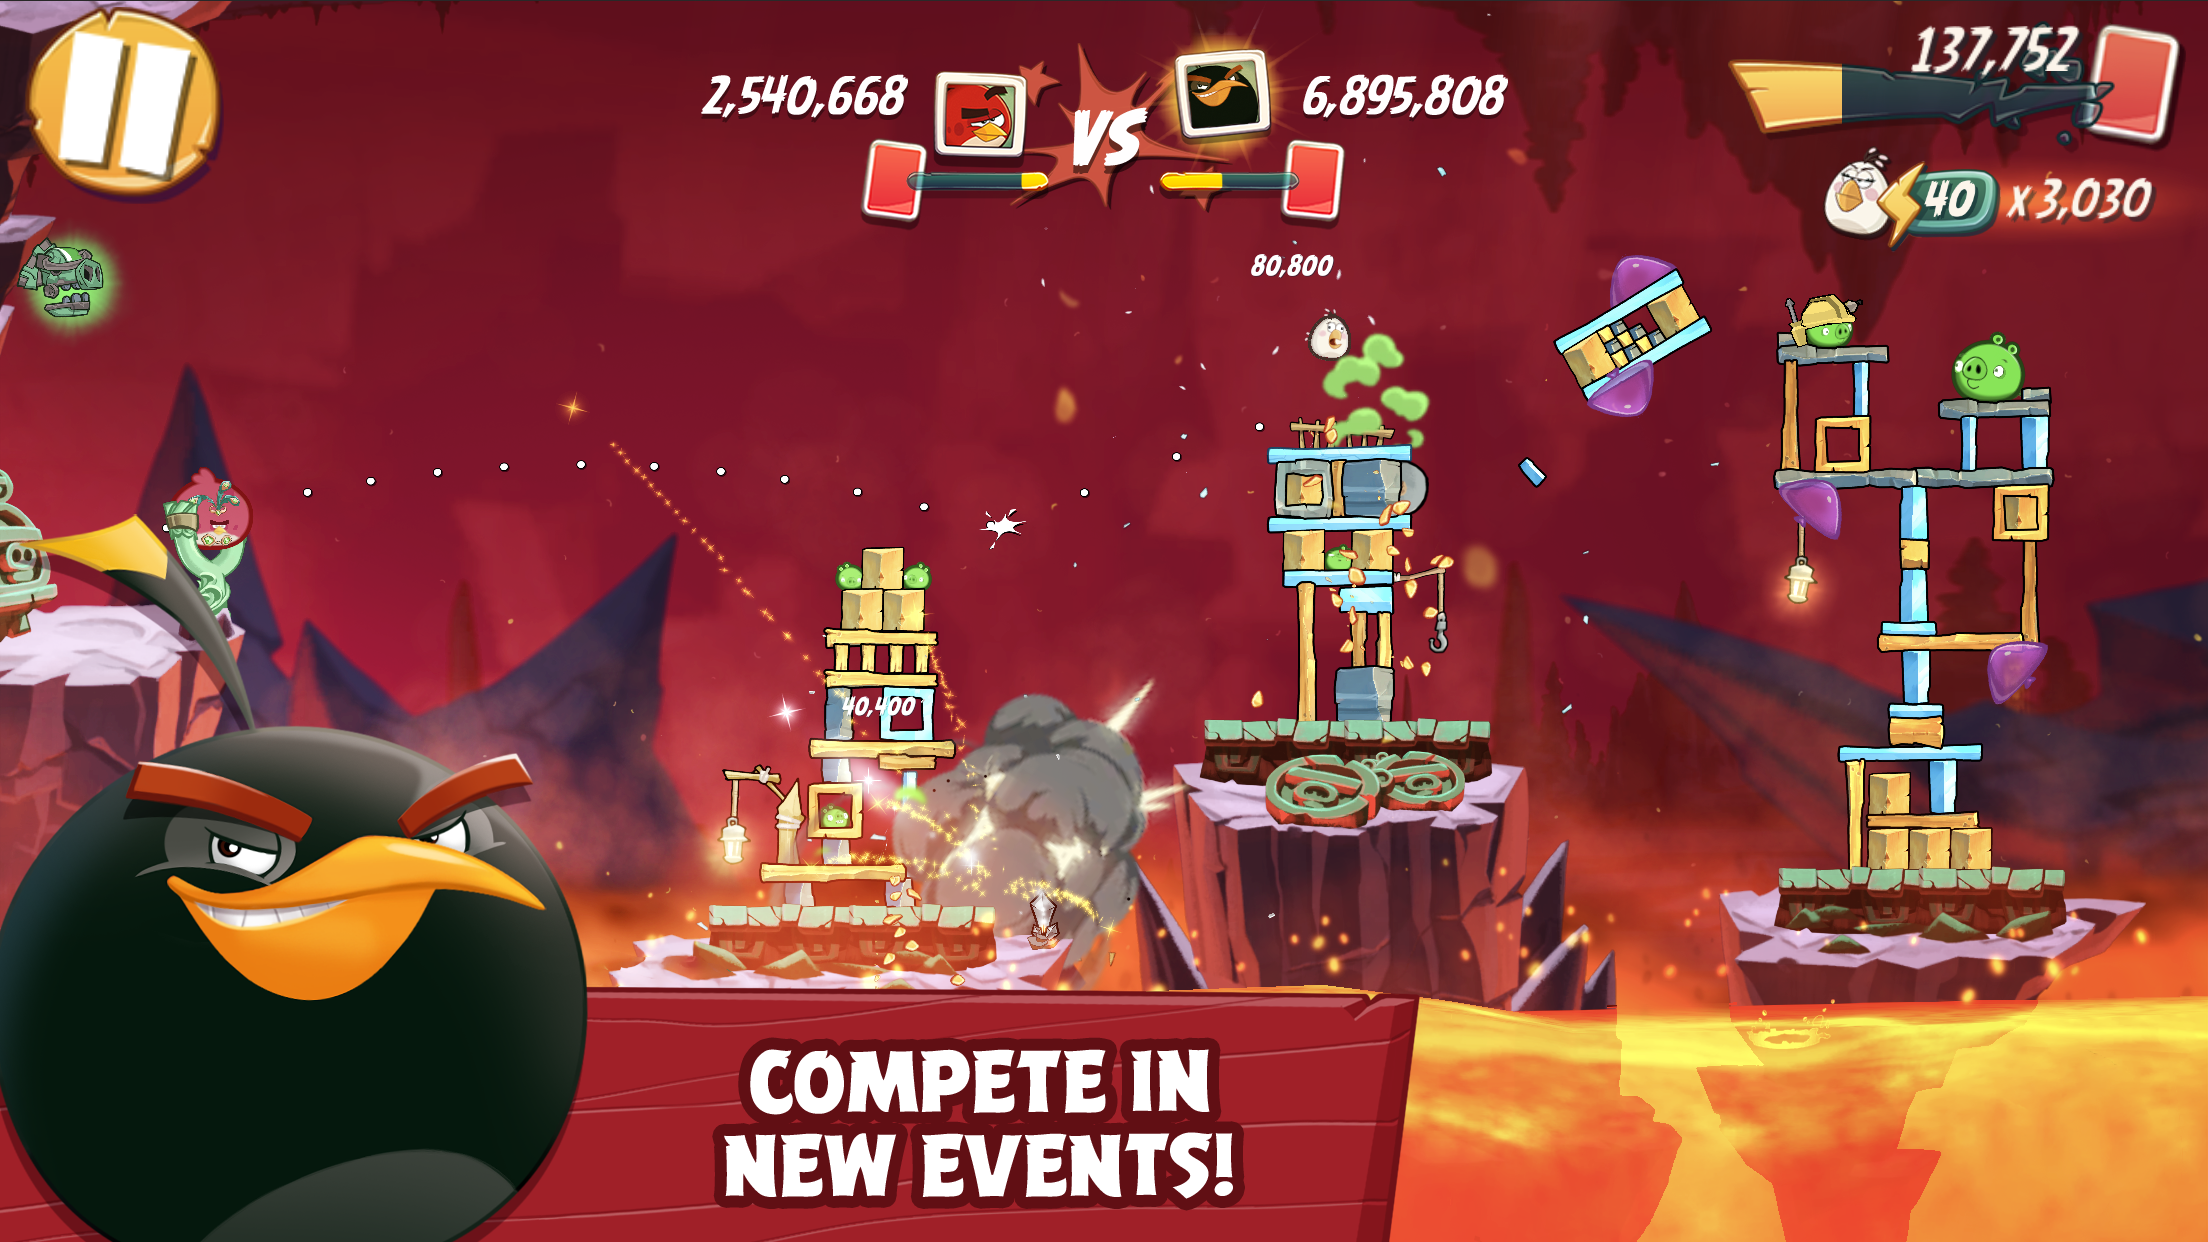 2,540,668
VS
6,895,808
137,752
40 x3,030
80,800
40,400
COMPETE IN
NEW EVENTS!